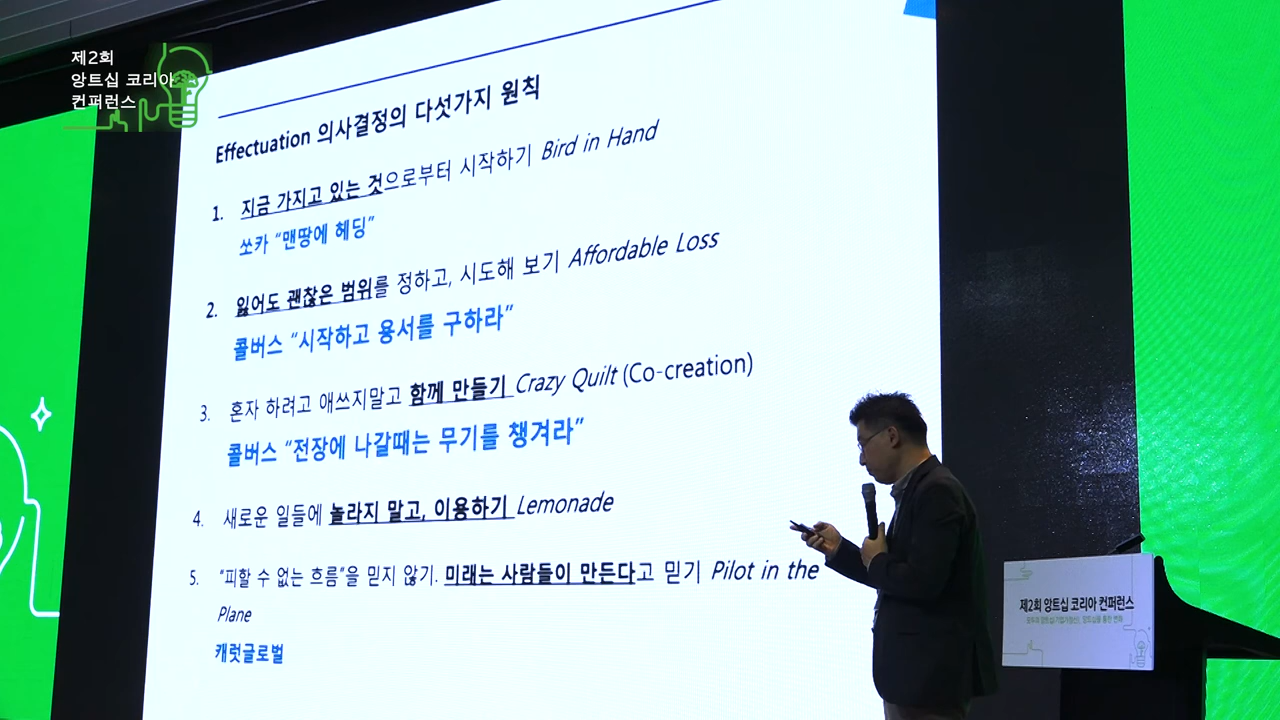 제2회
앙트십 코리아
컨퍼런스
Effectuation 의사결정의 다섯가지 원칙
1. 지금 가지고 있는 것으로부터 시작하기 Bird in Hand
쏘카 “맨땅에 헤딩”
2. 잃어도 괜찮은 범위를 정하고, 시도해 보기 Affordable Loss
콜버스 “시작하고 용서를 구하라”
3. 혼자 하려고 애쓰지말고 함께 만들기 Crazy Quilt (Co-creation)
콜버스 “전장에 나갈때는 무기를 챙겨라”
4. 새로운 일들에 놀라지 말고, 이용하기 Lemonade
5. “피할 수 없는 흐름”을 믿지 않기. 미래는 사람들이 만든다고 믿기 Pilot in the
Plane
캐럿글로벌
제2회 앙트십 코리아 컨퍼런스